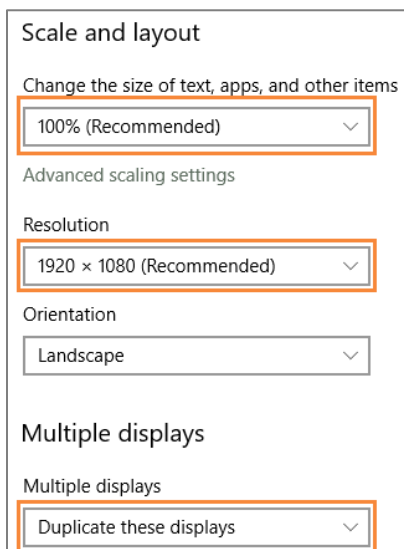 Scale and layout
Change the size of text, apps, and other items
100% (Recommended)
Advanced scaling settings
Resolution
1920 × 1080 (Recommended)
Orientation
Landscape
Multiple displays
Multiple displays
Duplicate these displays